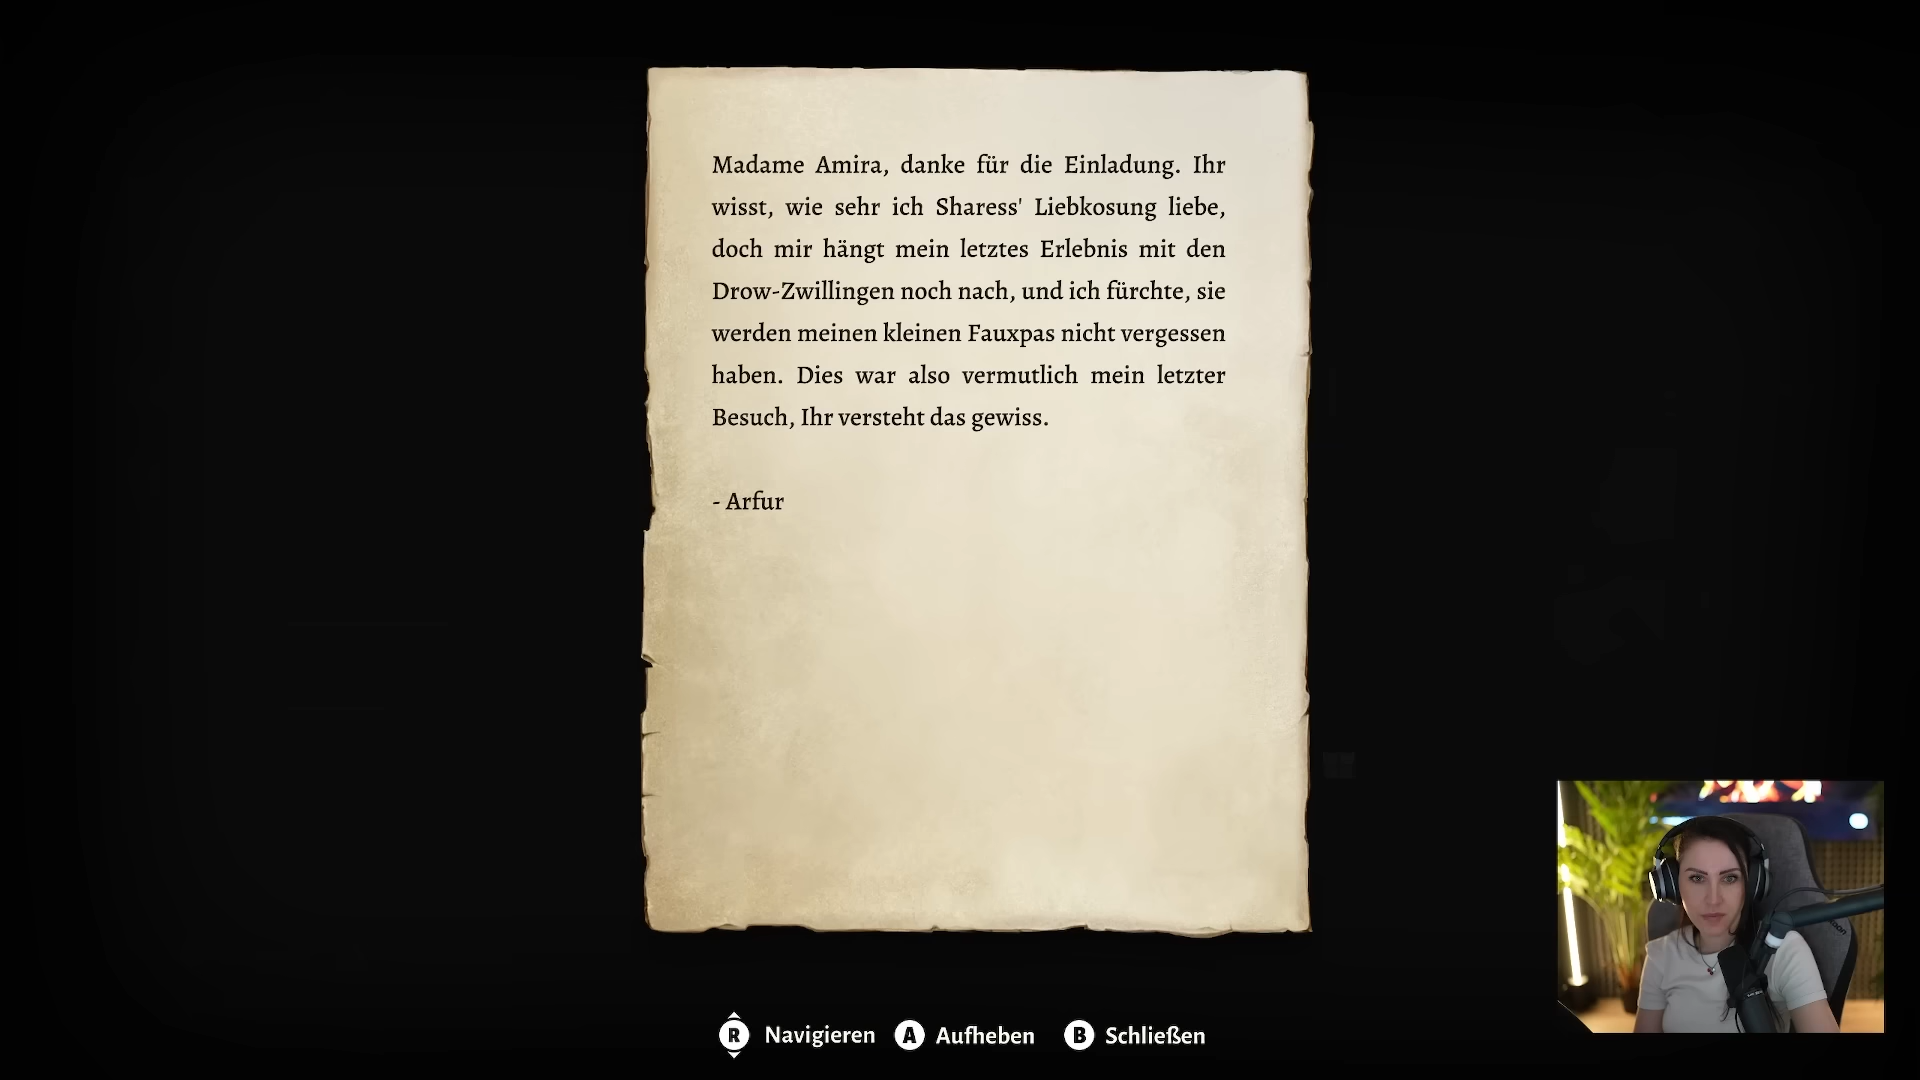 Madame Amira, danke für die Einladung. Ihr
wisst, wie sehr ich Sharess' Liebkosung liebe,
doch mir hängt mein letztes Erlebnis mit den
Drow-Zwillingen noch nach, und ich fürchte, sie
werden meinen kleinen Fauxpas nicht vergessen
haben. Dies war also vermutlich mein letzter
Besuch, Ihr versteht das gewiss.
- Arfur
R Navigieren A Aufheben B Schließen